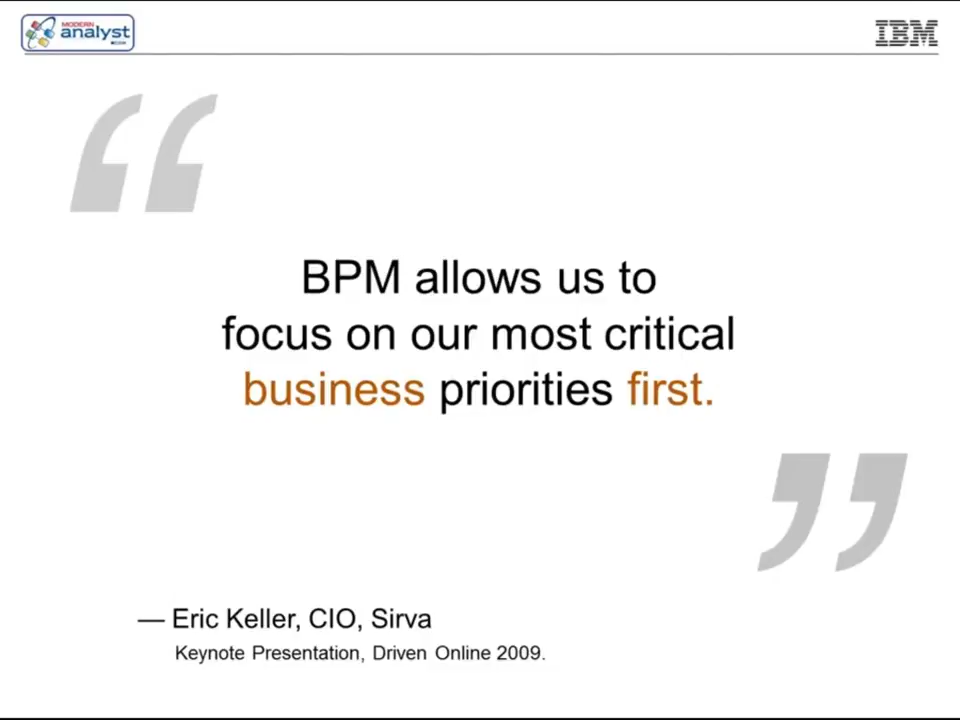 MODERN
analyst
IBM
“
BPM allows us to
focus on our most critical
business priorities first.
”
— Eric Keller, CIO, Sirva
Keynote Presentation, Driven Online 2009.